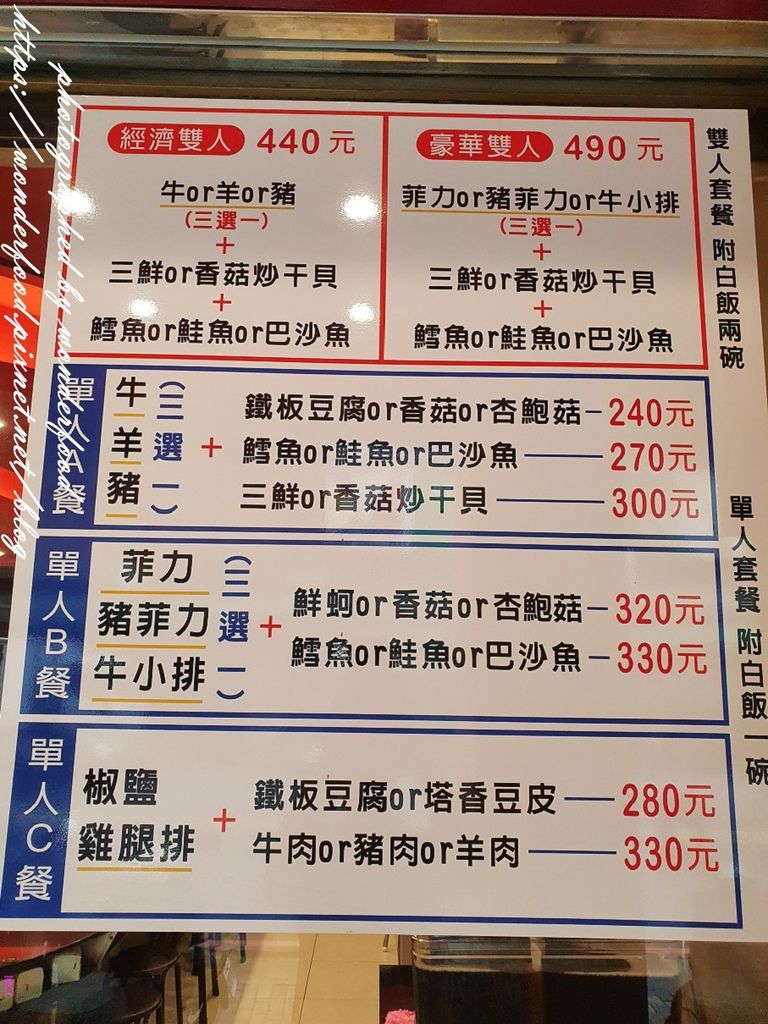 經濟雙人 440元
牛or羊or豬
(三選一)
+
三鮮or香菇炒干貝
+
鱈魚or鮭魚or巴沙魚
豪華雙人 490元
菲力or豬菲力or牛小排
(三選一)
+
三鮮or香菇炒干貝
+
鱈魚or鮭魚or巴沙魚
雙人套餐 附白飯兩碗
單人A餐
牛
羊
豬
(三選一)
+
鐵板豆腐or香菇or杏鮑菇-240元
鱈魚or鮭魚or巴沙魚—270元
三鮮or香菇炒干貝—300元
單人B餐
菲力
豬菲力
牛小排
(三選一)
+
鮮蚵or香菇or杏鮑菇-320元
鱈魚or鮭魚or巴沙魚-330元
單人C餐
椒鹽
雞腿排
+
鐵板豆腐or塔香豆皮—280元
牛肉or豬肉or羊肉—330元
單人套餐 附白飯一碗
photographed by wonderfood
https://wonderfood.pixnet.net/blog